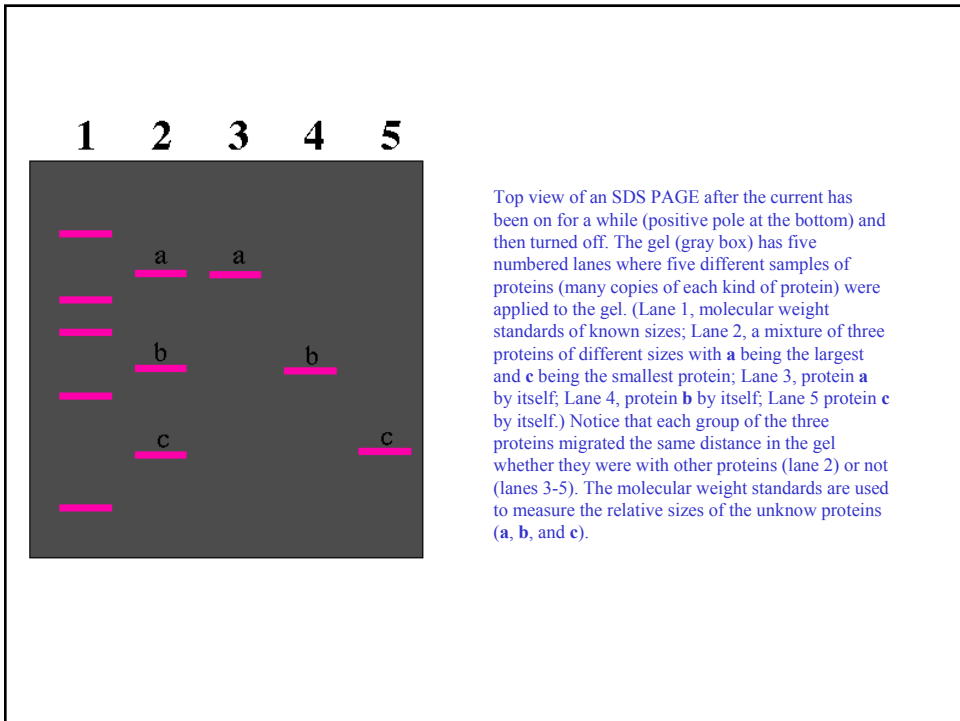 1 2 3 4 5
a a
b b
c c
Top view of an SDS PAGE after the current has
been on for a while (positive pole at the bottom) and
then turned off. The gel (gray box) has five
numbered lanes where five different samples of
proteins (many copies of each kind of protein) were
applied to the gel. (Lane 1, molecular weight
standards of known sizes; Lane 2, a mixture of three
proteins of different sizes with a being the largest
and c being the smallest protein; Lane 3, protein a
by itself; Lane 4, protein b by itself; Lane 5 protein c
by itself.) Notice that each group of the three
proteins migrated the same distance in the gel
whether they were with other proteins (lane 2) or not
(lanes 3-5). The molecular weight standards are used
to measure the relative sizes of the unknow proteins
(a, b, and c).